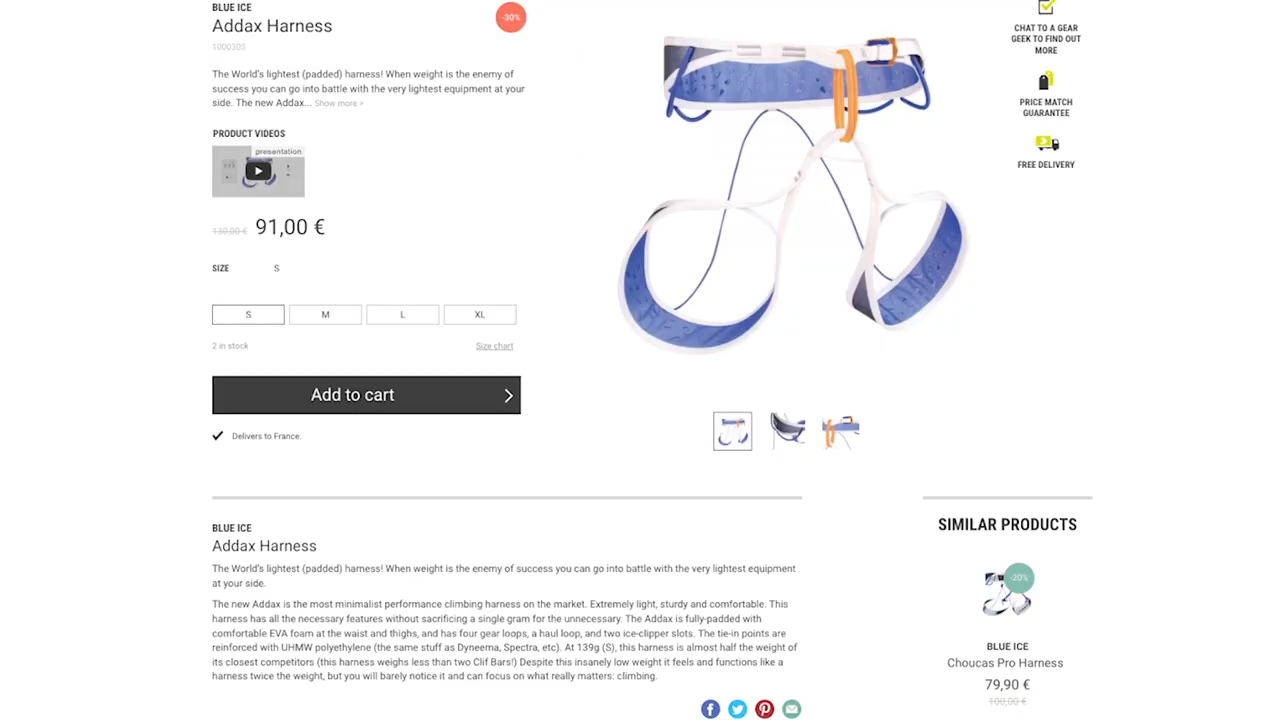 BLUE ICE
Addax Harness
-30%
1000305
The World's lightest (padded) harness! When weight is the enemy of
success you can go into battle with the very lightest equipment at your
side. The new Addax... Show more >
PRODUCT VIDEOS
presentation
130,00 € 91,00 €
SIZE S
S M L XL
2 in stock Size chart
Add to cart
Delivers to France.
CHAT TO A GEAR
GEEK TO FIND OUT
MORE
PRICE MATCH
GUARANTEE
FREE DELIVERY
BLUE ICE
Addax Harness
The World's lightest (padded) harness! When weight is the enemy of success you can go into battle with the very lightest equipment
at your side.
The new Addax is the most minimalist performance climbing harness on the market. Extremely light, sturdy and comfortable. This
harness has all the necessary features without sacrificing a single gram for the unnecessary. The Addax is fully-padded with
comfortable EVA foam at the waist and thighs, and has four gear loops, a haul loop, and two ice-clipper slots. The tie-in points are
reinforced with UHMW polyethylene (the same stuff as Dyneema, Spectra, etc). At 139g (S), this harness is almost half the weight of
its closest competitors (this harness weighs less than two Clif Bars!) Despite this insanely low weight it feels and functions like a
harness twice the weight, but you will barely notice it and can focus on what really matters: climbing.
SIMILAR PRODUCTS
-20%
BLUE ICE
Choucas Pro Harness
79,90 €
100,00 €